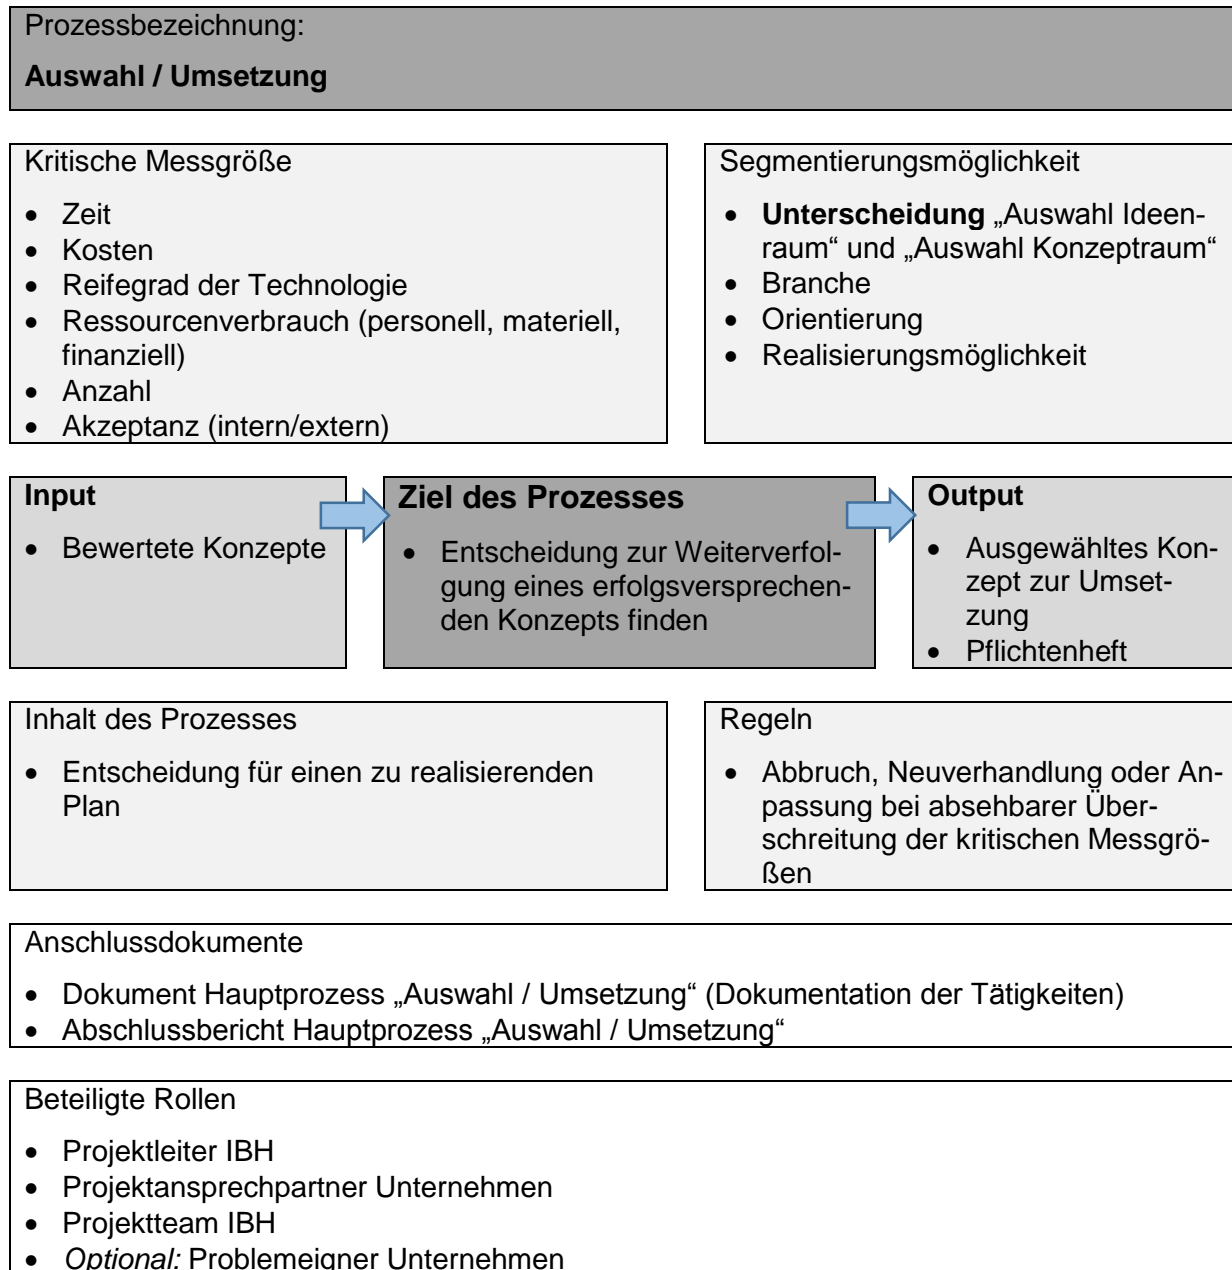 Prozessbezeichnung:
Auswahl / Umsetzung
Kritische Messgröße
• Zeit
• Kosten
• Reifegrad der Technologie
• Ressourcenverbrauch (personell, materiell,
finanziell)
• Anzahl
• Akzeptanz (intern/extern)
Segmentierungsmöglichkeit
• Unterscheidung „Auswahl Ideen-
raum“ und „Auswahl Konzeptraum“
• Branche
• Orientierung
• Realisierungsmöglichkeit
Input
• Bewertete Konzepte
Ziel des Prozesses
• Entscheidung zur Weiterverfol-
gung eines erfolgsversprechen-
den Konzepts finden
Output
• Ausgewähltes Kon-
zept zur Umset-
zung
• Pflichtenheft
Inhalt des Prozesses
• Entscheidung für einen zu realisierenden
Plan
Regeln
• Abbruch, Neuverhandlung oder An-
passung bei absehbarer Über-
schreitung der kritischen Messgrö-
ßen
Anschlussdokumente
• Dokument Hauptprozess „Auswahl / Umsetzung“ (Dokumentation der Tätigkeiten)
• Abschlussbericht Hauptprozess „Auswahl / Umsetzung“
Beteiligte Rollen
• Projektleiter IBH
• Projektansprechpartner Unternehmen
• Projektteam IBH
• Optional: Problemeigner Unternehmen